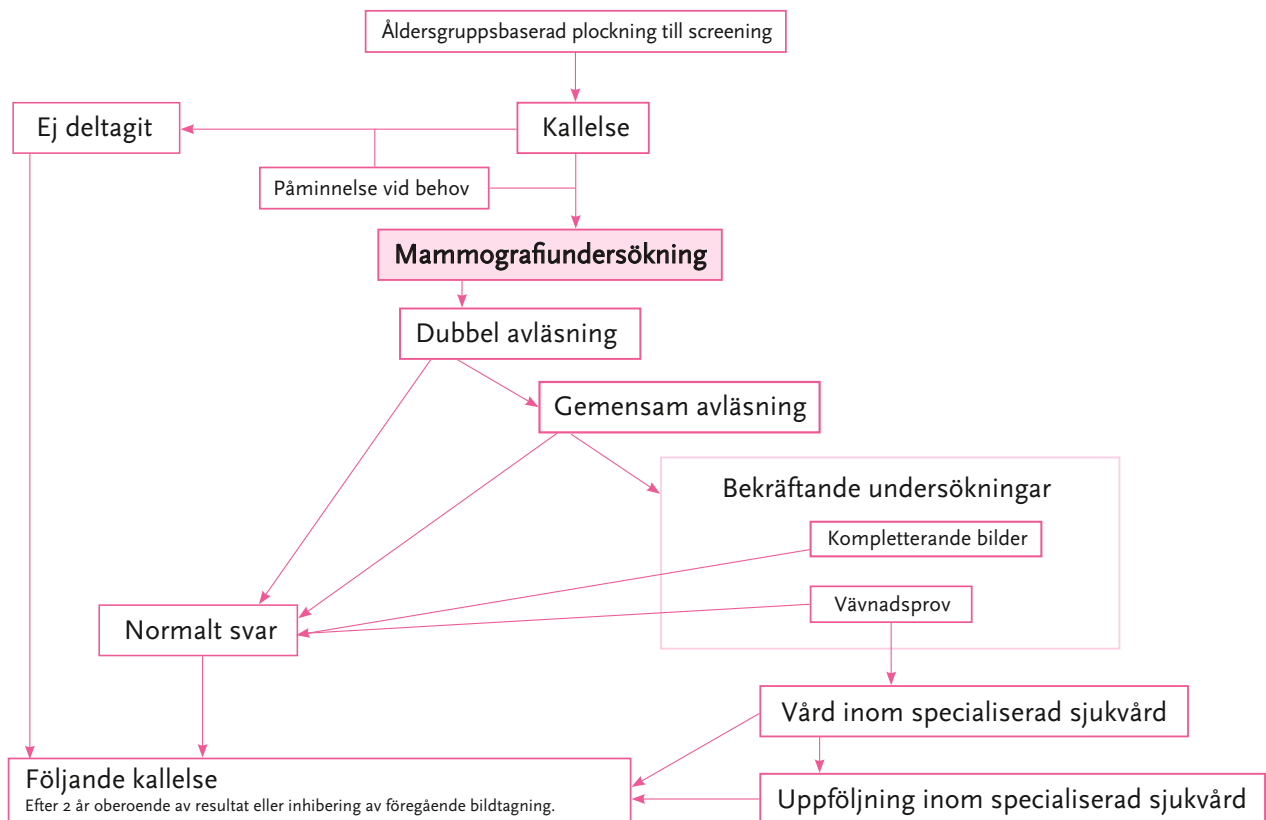 Åldersgruppsbaserad plockning till screening
Ej deltagit
Kallelse
Påminnelse vid behov
Mammografiundersökning
Dubbel avläsning
Gemensam avläsning
Bekräftande undersökningar
Kompletterande bilder
Vävnadsprov
Normalt svar
Vård inom specialiserad sjukvård
Följande kallelse
Efter 2 år oberoende av resultat eller inhibering av föregående bildtagning.
Uppföljning inom specialiserad sjukvård